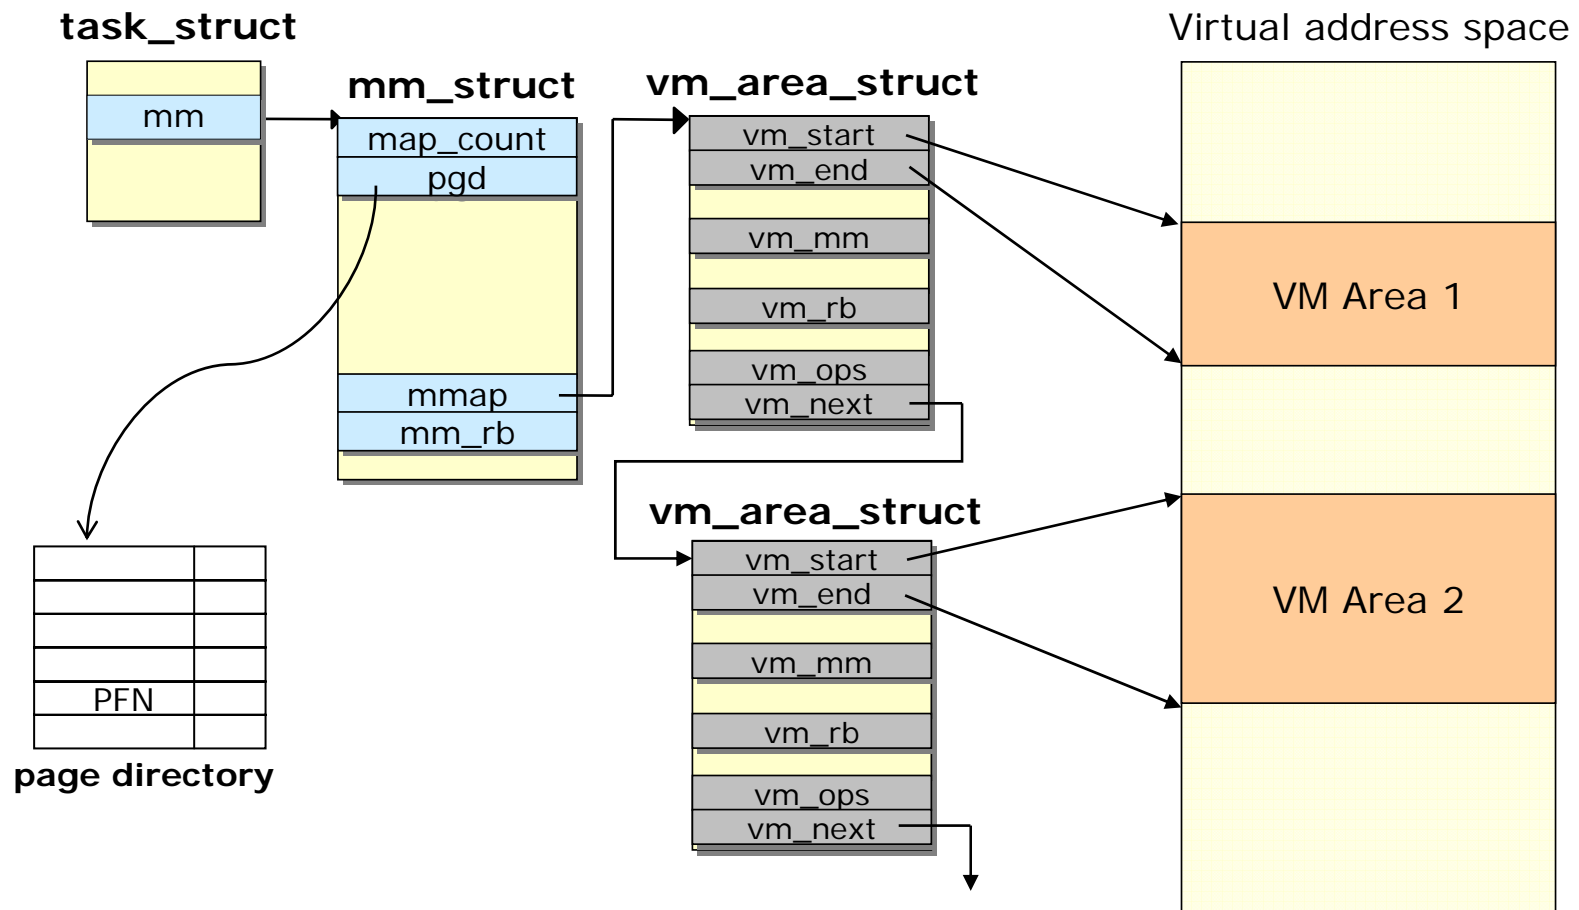 task_struct
mm
mm_struct
map_count
pgd
mmap
mm_rb
vm_area_struct
vm_start
vm_end
vm_mm
vm_rb
vm_ops
vm_next
vm_area_struct
vm_start
vm_end
vm_mm
vm_rb
vm_ops
vm_next
PFN
page directory
Virtual address space
VM Area 1
VM Area 2